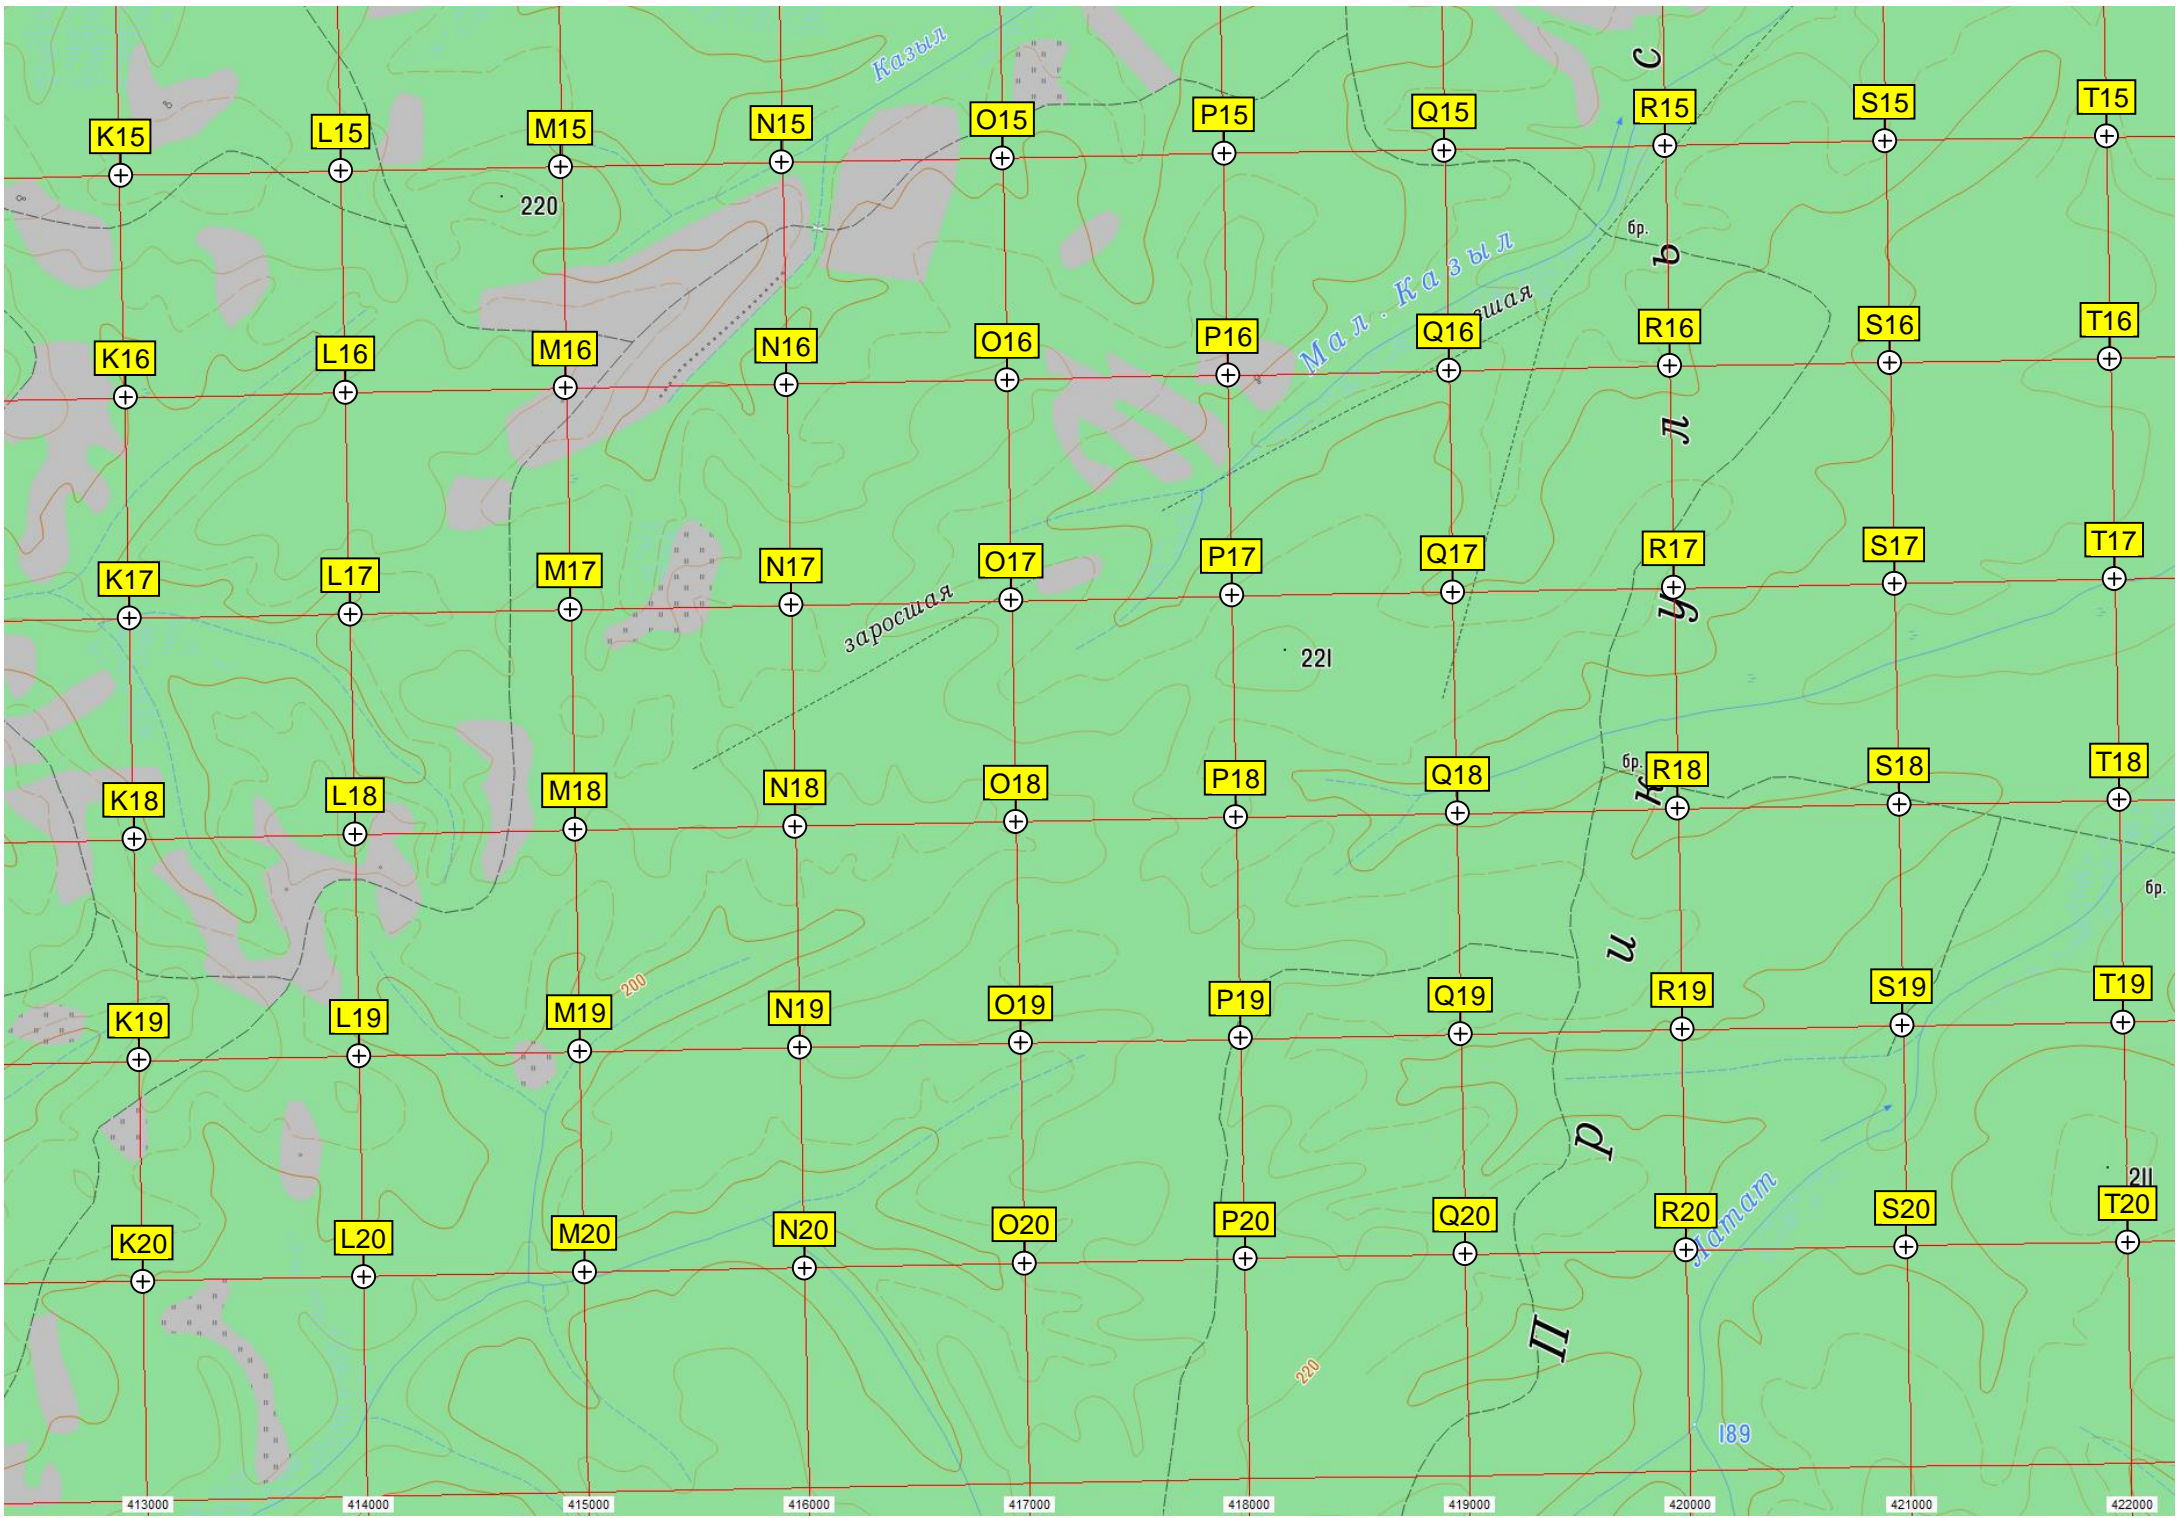 Казыл
С
K15 L15 M15 N15 O15 P15 Q15 R15 S15 T15
220
бр.
ь
Мал. Казыл
K16 L16 M16 N16 O16 P16 Q16 R16 S16 T16
л
K17 L17 M17 N17 O17 P17 Q17 R17 S17 T17
заросшая
у
221
бр.
K18 L18 M18 N18 O18 P18 Q18 R18 S18 T18
к
бр.
и
200
K19 L19 M19 N19 O19 P19 Q19 R19 S19 T19
р
211
Латат
K20 L20 M20 N20 O20 P20 Q20 R20 S20 T20
П
220
189
413000 414000 415000 416000 417000 418000 419000 420000 421000 422000